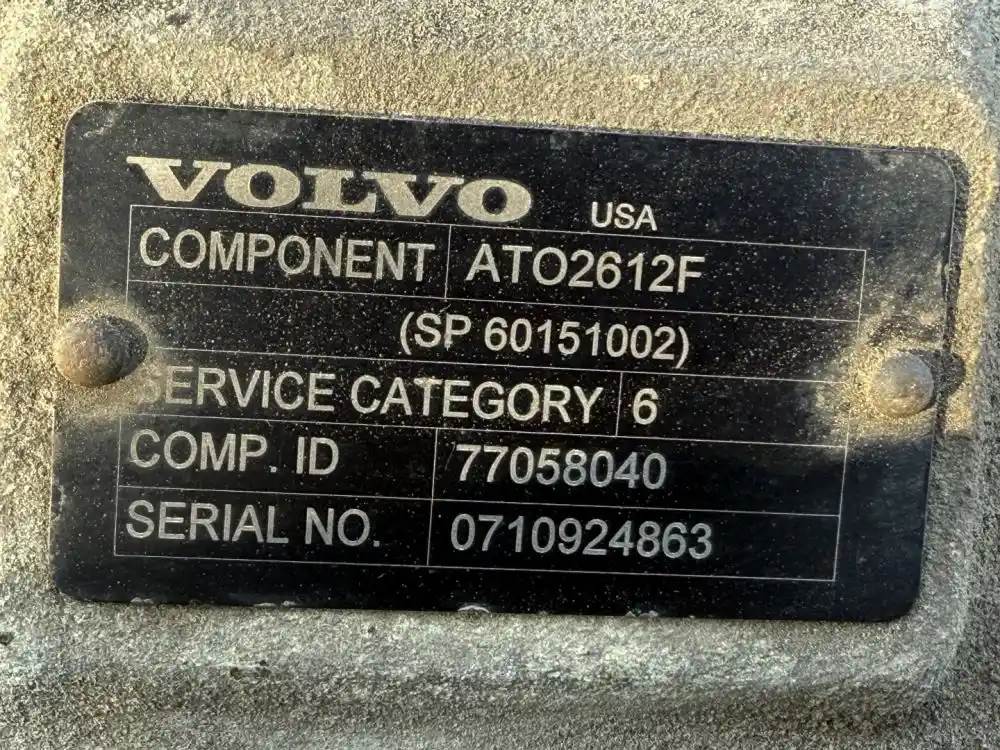 VOLVO USA
COMPONENT ATO2612F
(SP 60151002)
SERVICE CATEGORY 6
COMP. ID 77058040
SERIAL NO. 0710924863